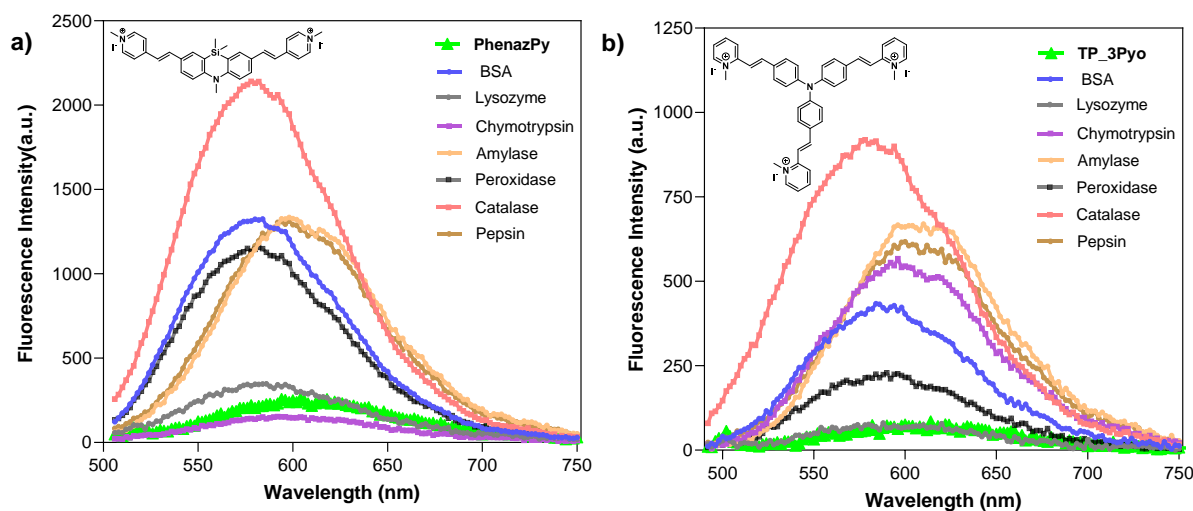 a)
2500
2000
1500
1000
500
0
Fluorescence Intensity(a.u.)
500 550 600 650 700 750
Wavelength (nm)
N
+
I-
Si
N
N
+
I-
PhenazPy
BSA
Lysozyme
Chymotrypsin
Amylase
Peroxidase
Catalase
Pepsin
b)
1250
1000
750
500
250
0
Fluorescence Intensity (a.u.)
500 550 600 650 700 750
Wavelength (nm)
I-
N
+
N
N
+
I-
N
+
I-
TP_3Pyo
BSA
Lysozyme
Chymotrypsin
Amylase
Peroxidase
Catalase
Pepsin